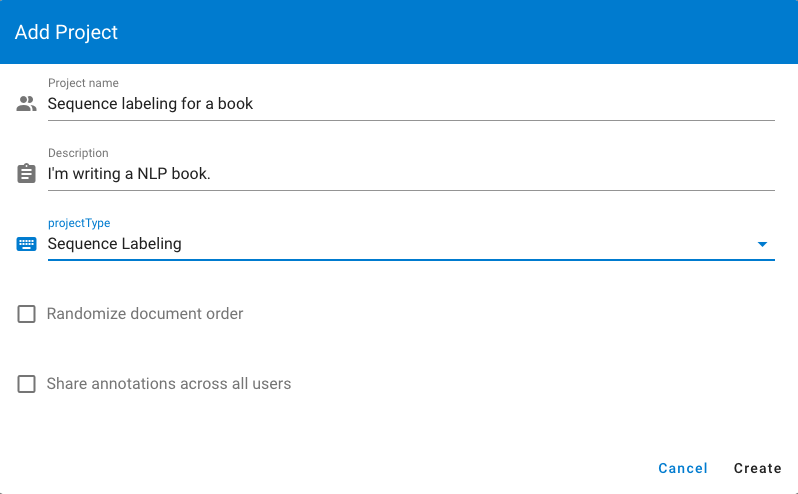 Add Project
Project name
Sequence labeling for a book
Description
I'm writing a NLP book.
projectType
Sequence Labeling
Randomize document order
Share annotations across all users
Cancel Create